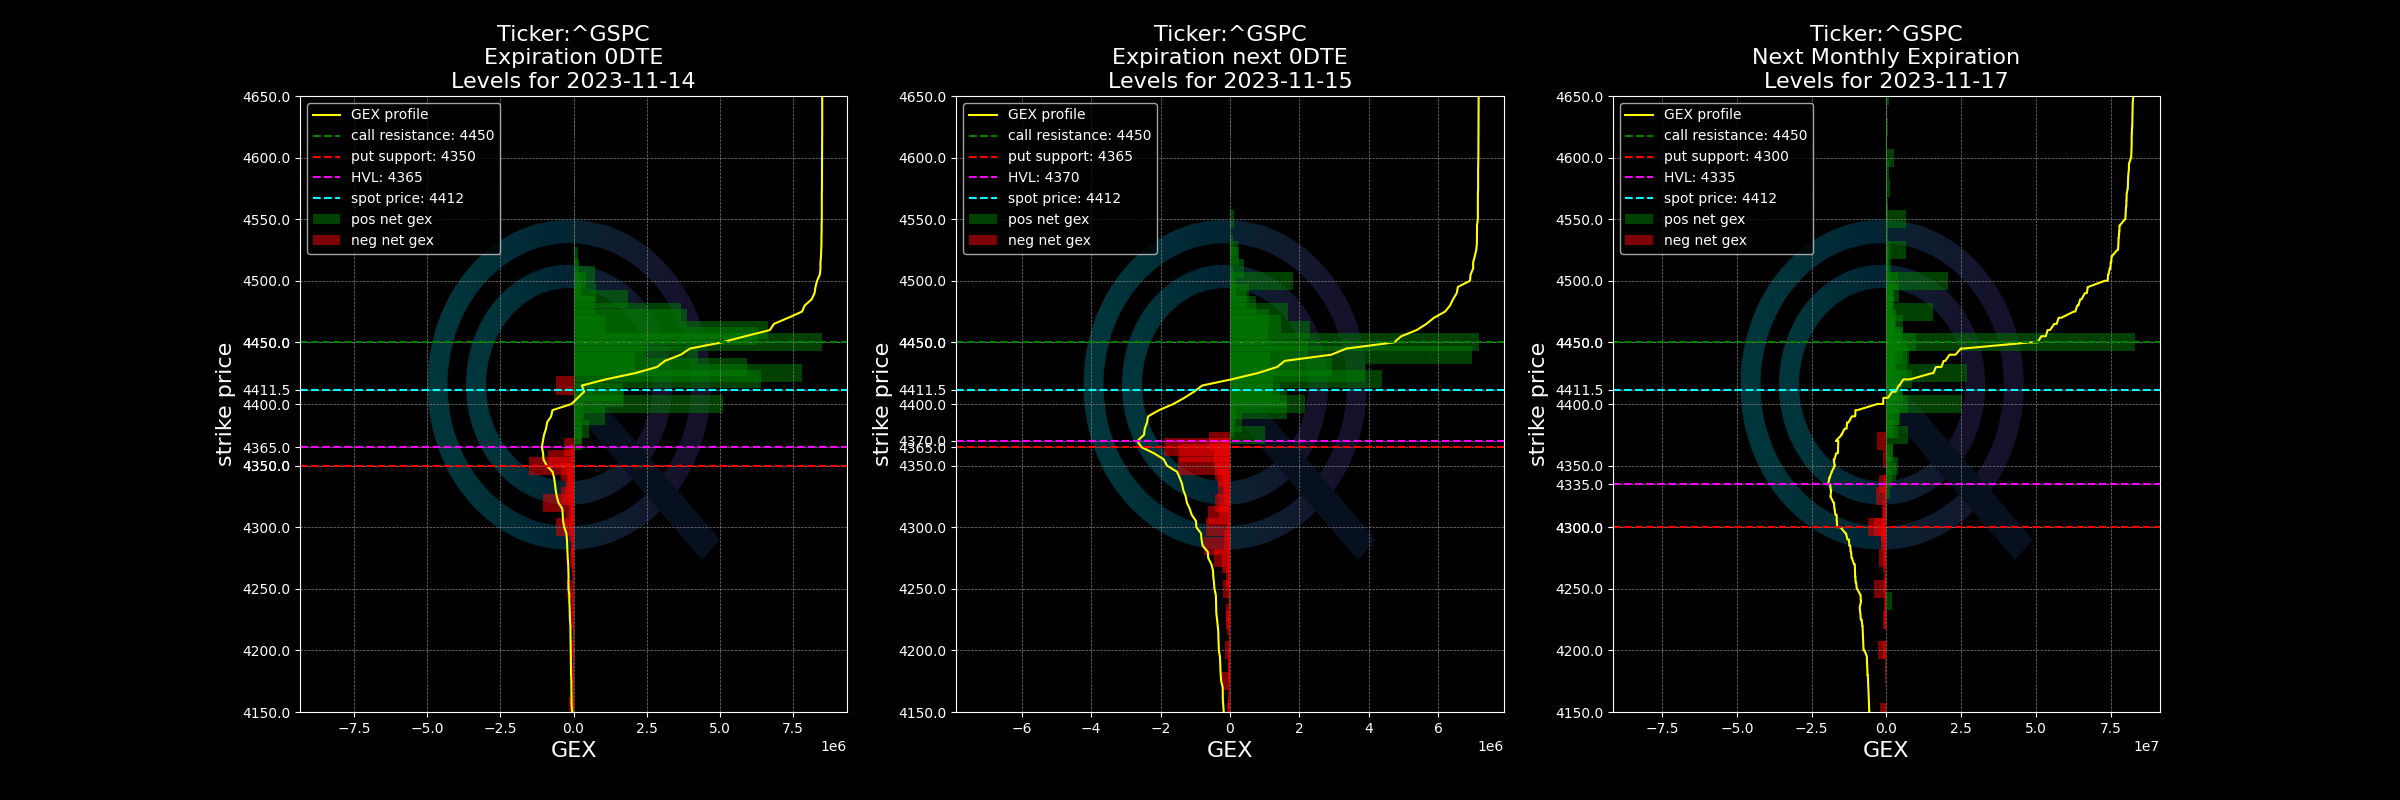 Ticker:^GSPC
Expiration 0DTE
Levels for 2023-11-14
GEX profile
call resistance: 4450
put support: 4350
HVL: 4365
spot price: 4412
pos net gex
neg net gex
4650.0
4600.0
4550.0
4500.0
4450.0
4411.5
4400.0
4365.0
4350.0
4300.0
4250.0
4200.0
4150.0
strike price
−7.5 −5.0 −2.5 0.0 2.5 5.0 7.5
1e6
GEX
Ticker:^GSPC
Expiration next 0DTE
Levels for 2023-11-15
GEX profile
call resistance: 4450
put support: 4365
HVL: 4370
spot price: 4412
pos net gex
neg net gex
4650.0
4600.0
4550.0
4500.0
4450.0
4411.5
4400.0
4370.0
4365.0
4350.0
4300.0
4250.0
4200.0
4150.0
strike price
−6 −4 −2 0 2 4 6
1e6
GEX
Ticker:^GSPC
Next Monthly Expiration
Levels for 2023-11-17
GEX profile
call resistance: 4450
put support: 4300
HVL: 4335
spot price: 4412
pos net gex
neg net gex
4650.0
4600.0
4550.0
4500.0
4450.0
4411.5
4400.0
4350.0
4335.0
4300.0
4250.0
4200.0
4150.0
strike price
−7.5 −5.0 −2.5 0.0 2.5 5.0 7.5
1e7
GEX